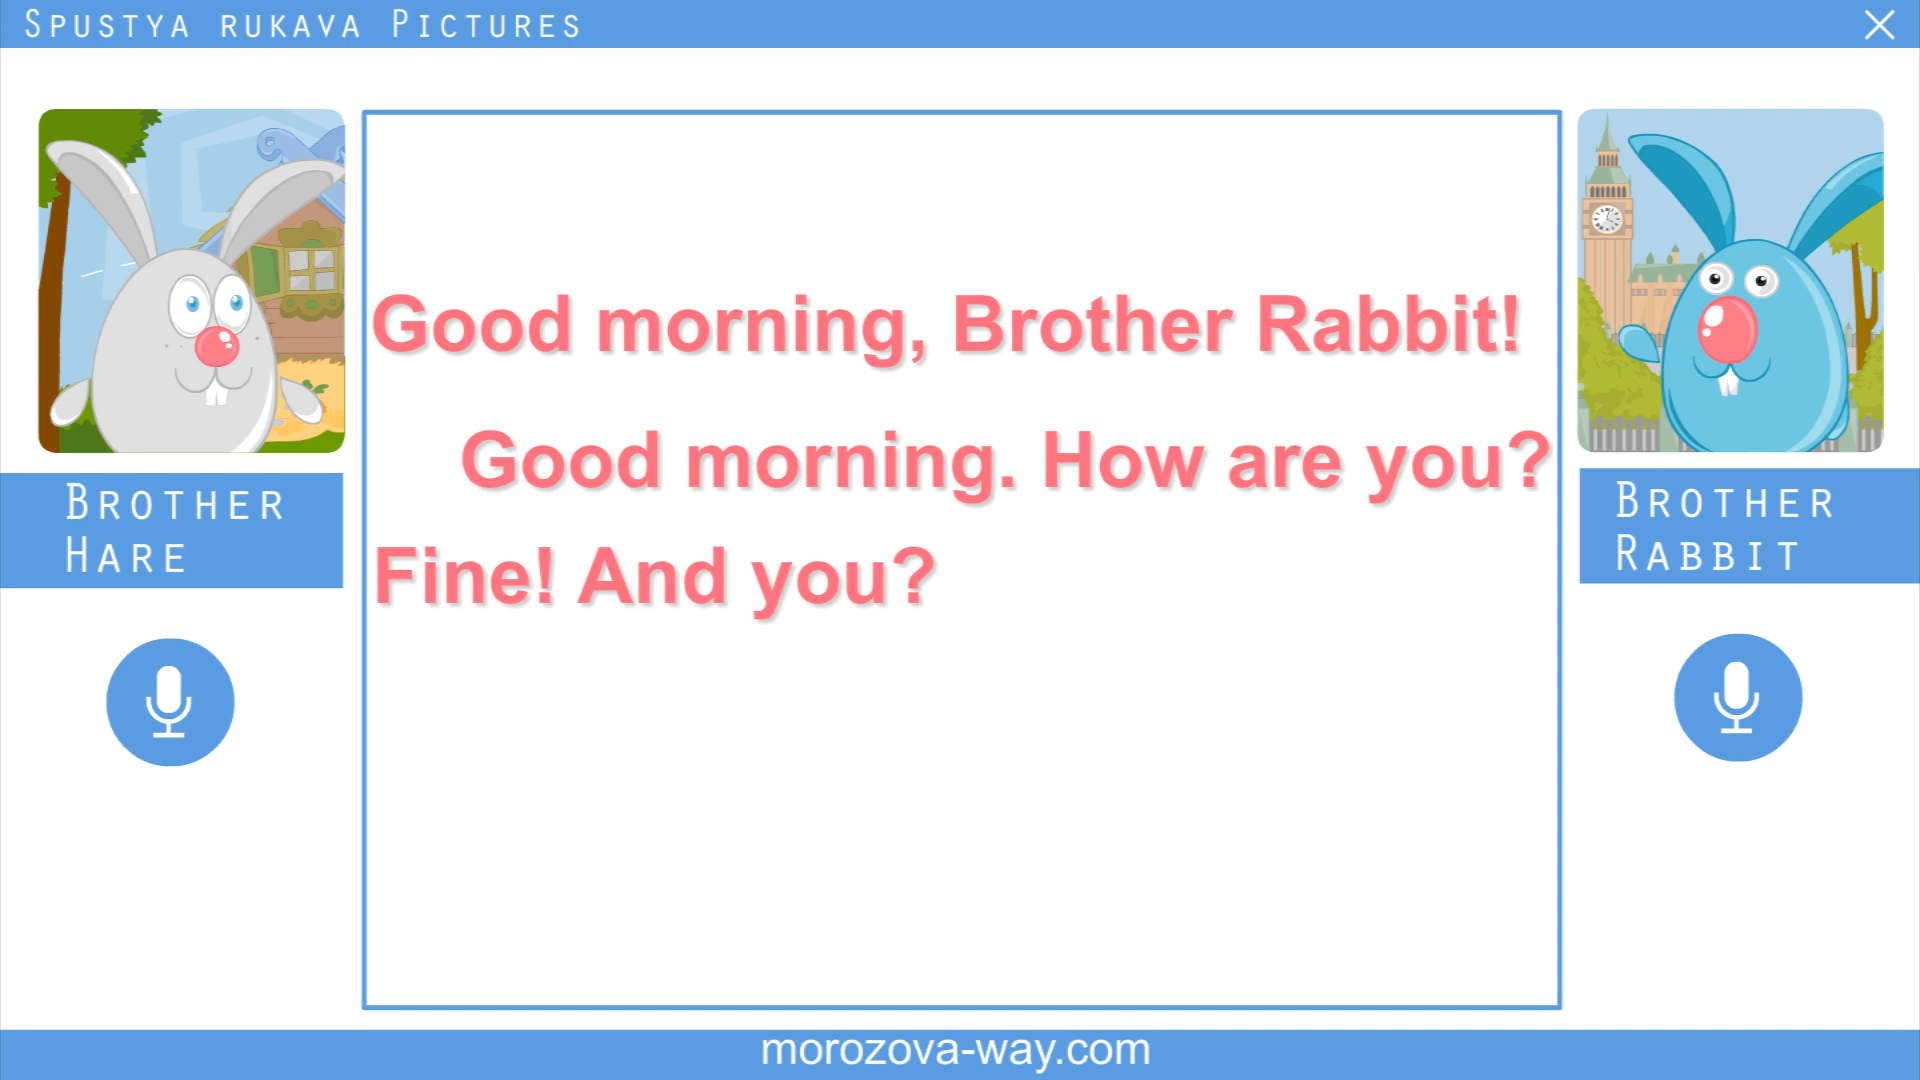 Spustya rukava Pictures
Good morning, Brother Rabbit!
Good morning. How are you?
Fine! And you?
Brother
Hare
Brother
Rabbit
morozova-way.com